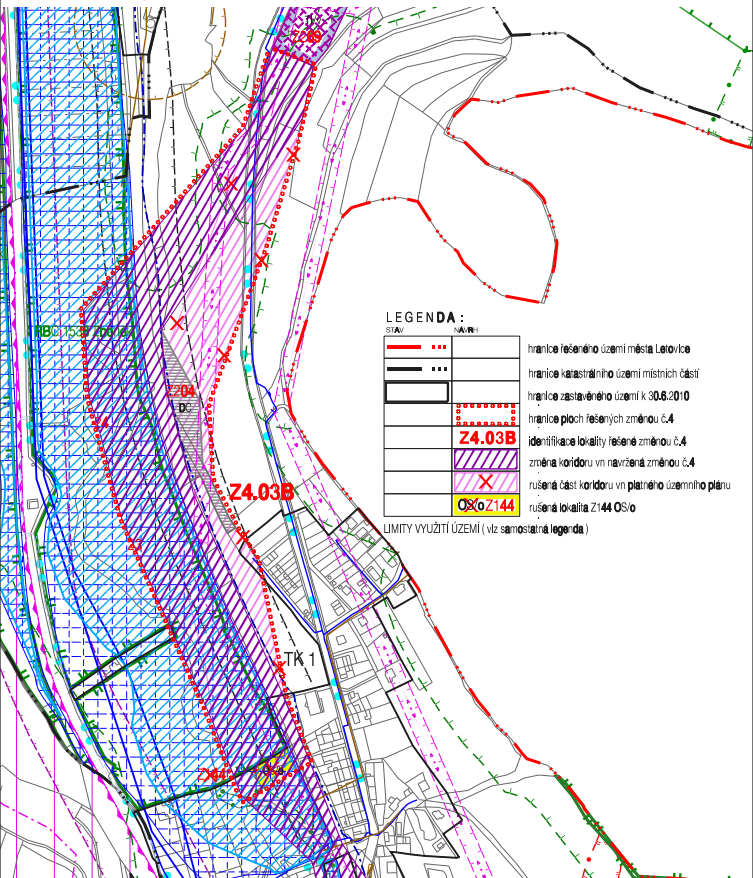 Z4.03B
TK 1
LEGENDA :
STAV
NÁVRH
hranice řešeného území města Letovice
hranice katastrálního území místních částí
hranice zastavěného území k 30.6.2010
hranice ploch řešených změnou č.4
Z4.03B identifikace lokality řešené změnou č.4
změna koridoru vn navržená změnou č.4
rušená část koridoru vn platného územního plánu
OS/o Z144 rušená lokalita Z144 OS/o
LIMITY VYUŽITÍ ÚZEMÍ ( viz samostatná legenda )